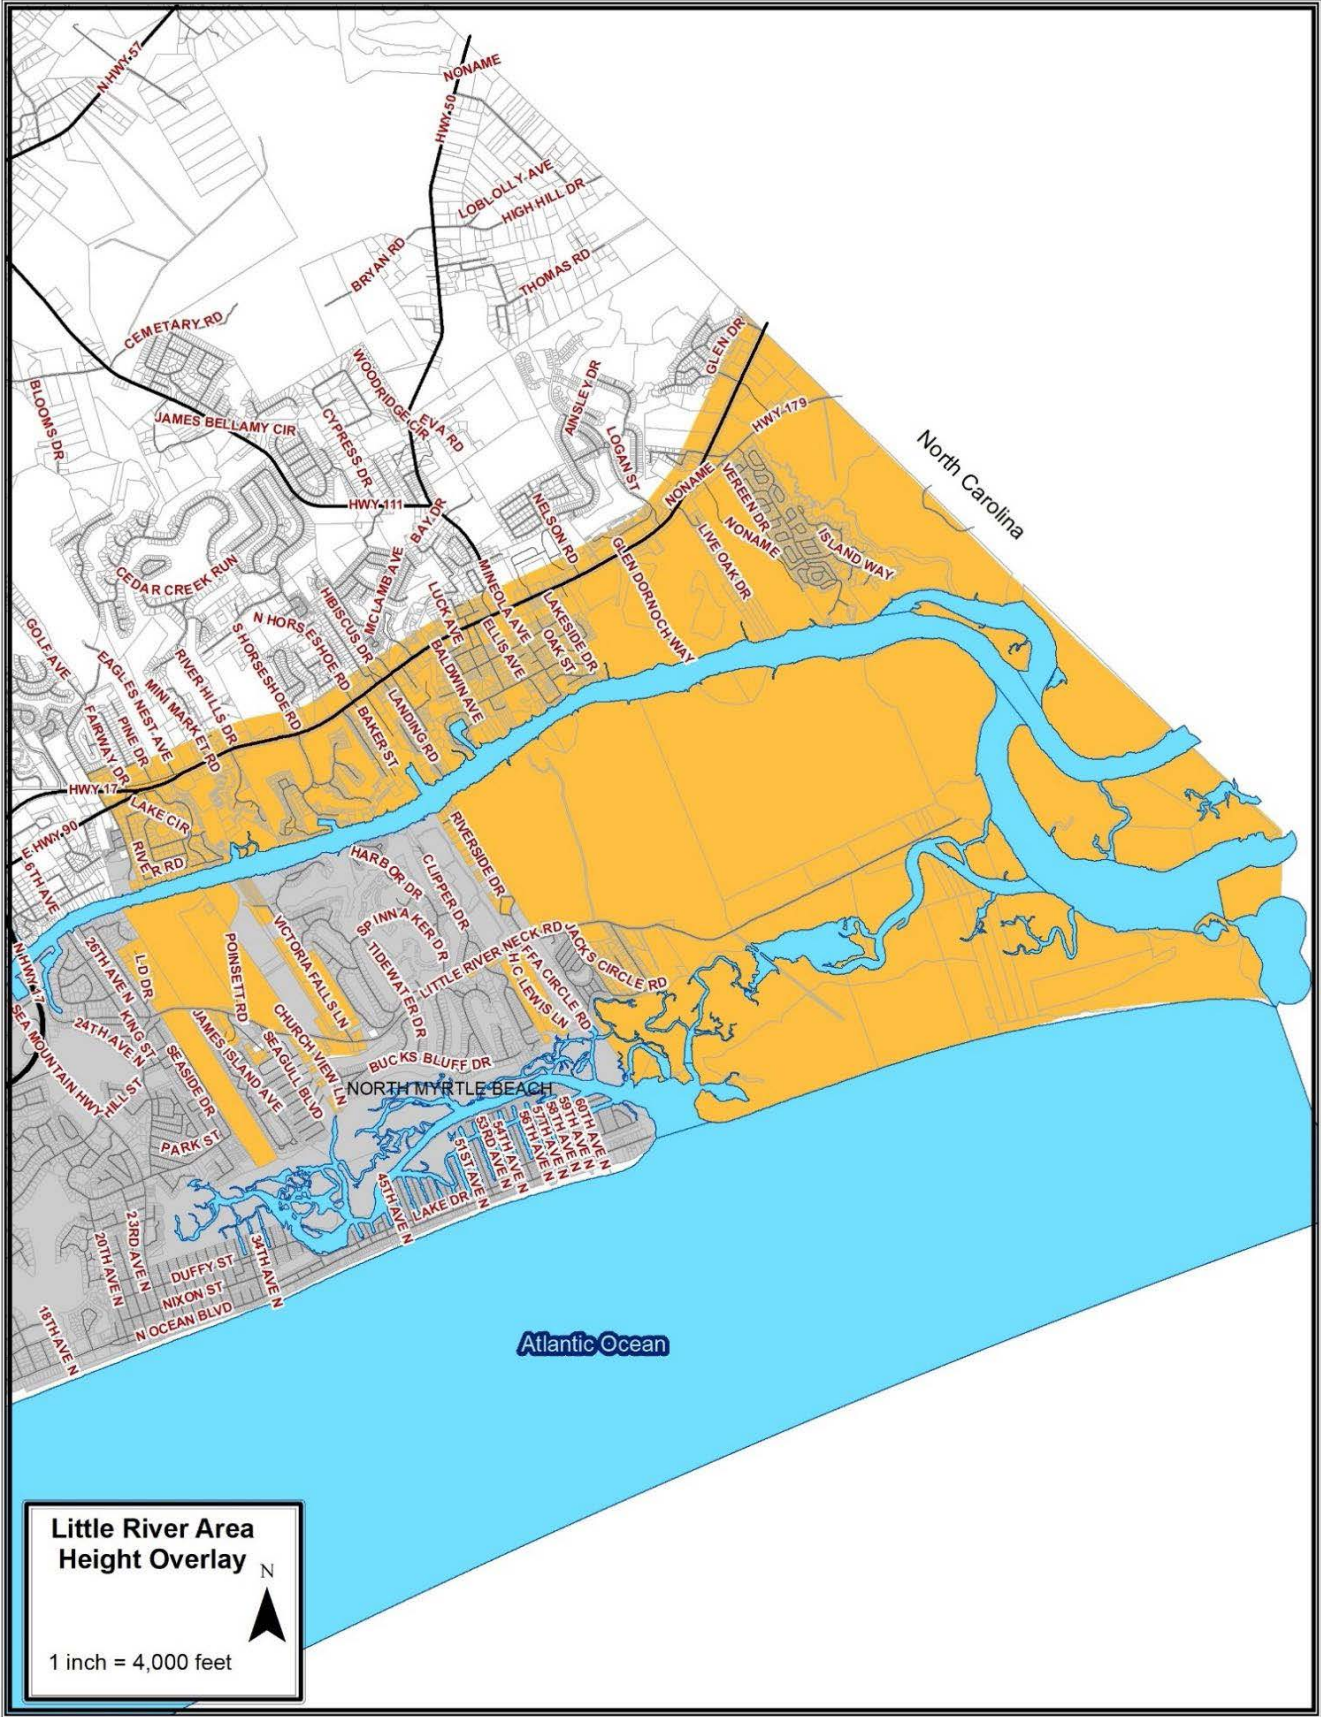 N HWY 57
NONAME
HWY 50
LOBLOLLY AVE
HIGH HILL DR
BRYAN RD
THOMAS RD
CEMETARY RD
GLEN DR
BLOOMS DR
WOODRIDGE CIR
EVA RD
AINSLEY DR
HWY 179
JAMES BELLAMY CIR
CYPRESS DR
LOGAN ST
North Carolina
NONAME
VEREEN DR
HWY 111
BAY DR
NELSON RD
NONAME
LIVE OAK DR
ISLAND WAY
GLEN DORNOCH WAY
CEDAR CREEK RUN
MCLAMB AVE
MINEOLA AVE
HIBISCUS DR
LUCK AVE
LAKESIDE DR
OAK ST
ELLIS AVE
N HORSESHOE RD
S HORSESHOE RD
GOLF AVE
EAGLES NEST AVE
RIVER HILLS DR
MINI MARKET RD
BALDWIN AVE
LANDING RD
BAKER ST
FAIRWAY DR
PINE DR
HWY 17
LAKE CIR
E HWY 90
RIVER RD
6TH AVE
RIVERSIDE DR
HARBOR DR
CLIPPER DR
SPINNAKER DR
VICTORIA FALLS LN
TIDEWATER DR
LITTLE RIVER NECK RD
JACKS CIRCLE RD
FFA CIRCLE RD
H C LEWIS LN
N HWY 17
26TH AVE N
L D DR
POINSETT RD
SEA MOUNTAIN HWY
24TH AVE N
KING ST
JAMES ISLAND AVE
CHURCH VIEW LN
SEAGULL BLVD
SEASIDE DR
BUCKS BLUFF DR
HILL ST
NORTH MYRTLE BEACH
PARK ST
60TH AVE N
59TH AVE N
58TH AVE N
57TH AVE N
56TH AVE N
54TH AVE N
53RD AVE N
51ST AVE N
45TH AVE N
LAKE DR
23RD AVE N
20TH AVE N
34TH AVE N
DUFFY ST
NIXON ST
N OCEAN BLVD
18TH AVE N
Atlantic Ocean
Little River Area
Height Overlay
N
1 inch = 4,000 feet